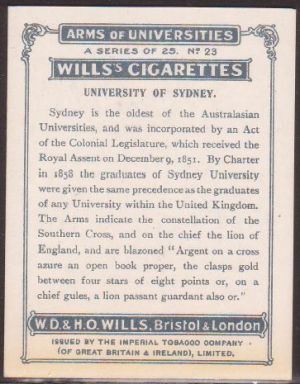 ARMS OF UNIVERSITIES
A SERIES OF 25. Nº 23
WILLS'S CIGARETTES
UNIVERSITY OF SYDNEY.
Sydney is the oldest of the Australasian
Universities, and was incorporated by an Act
of the Colonial Legislature, which received the
Royal Assent on December 9, 1851. By Charter
in 1858 the graduates of Sydney University
were given the same precedence as the graduates
of any University within the United Kingdom.
The Arms indicate the constellation of the
Southern Cross, and on the chief the lion of
England, and are blazoned "Argent on a cross
azure an open book proper, the clasps gold
between four stars of eight points or, on a
chief gules, a lion passant guardant also or."
W.D. & H.O. WILLS, Bristol & London
ISSUED BY THE IMPERIAL TOBACCO COMPANY
(OF GREAT BRITAIN & IRELAND), LIMITED.